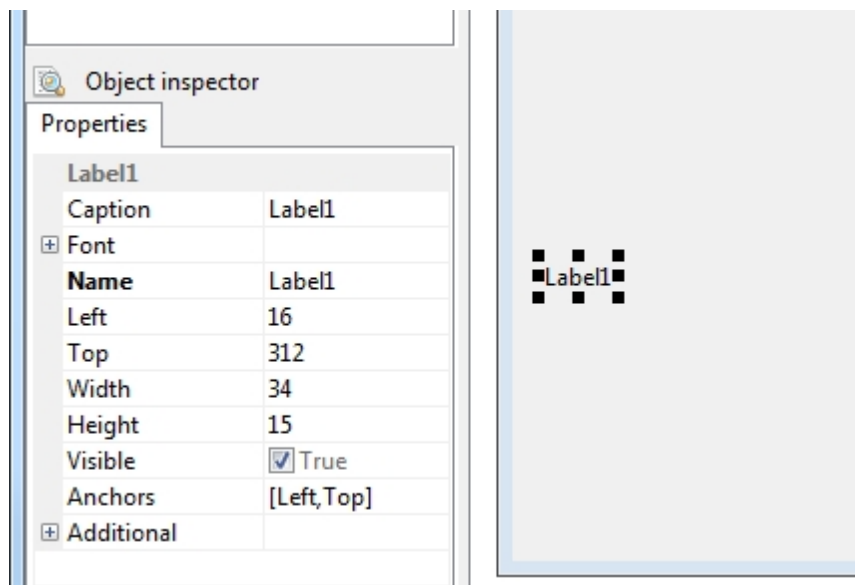 Object inspector
Properties
Label1
Caption Label1
Font
Name Label1
Left 16
Top 312
Width 34
Height 15
Visible True
Anchors [Left,Top]
Additional
Label1